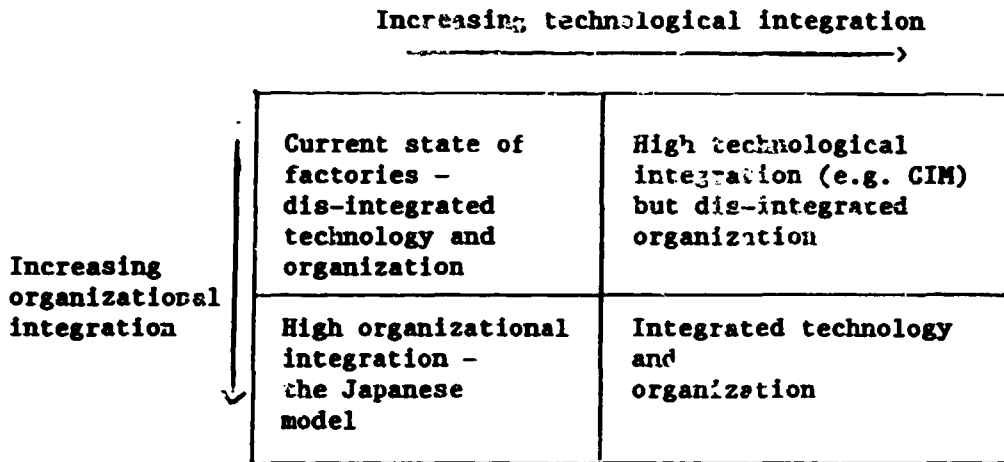 Increasing technological integration
Current state of
factories –
dis-integrated
technology and
organization
High technological
integration (e.g. CIM)
but dis-integrated
organization
Increasing
organizational
integration
High organizational
integration –
the Japanese
model
Integrated technology
and
organization